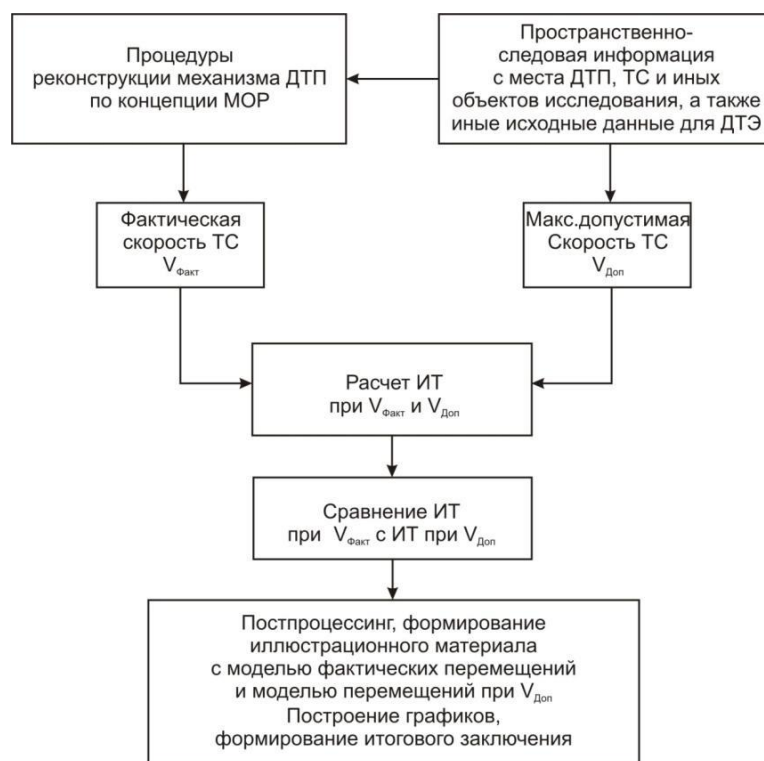 Процедуры
реконструкции механизма ДТП
по концепции МОР
Пространственно-
следовая информация
с места ДТП, ТС и иных
объектов исследования, а также
иные исходные данные для ДТЭ
Фактическая
скорость ТС
VФакт
Макс.допустимая
Скорость ТС
VДоп
Расчет ИТ
при VФакт и VДоп
Сравнение ИТ
при VФакт с ИТ при VДоп
Постпроцессинг, формирование
иллюстрационного материала
с моделью фактических перемещений
и моделью перемещений при VДоп
Построение графиков,
формирование итогового заключения